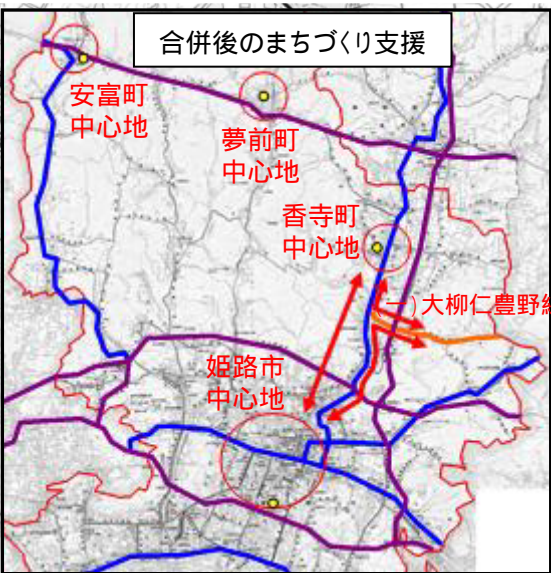 合併後のまちづくり支援
安富町
中心地
夢前町
中心地
香寺町
中心地
(一)大柳仁豊野線
姫路市
中心地